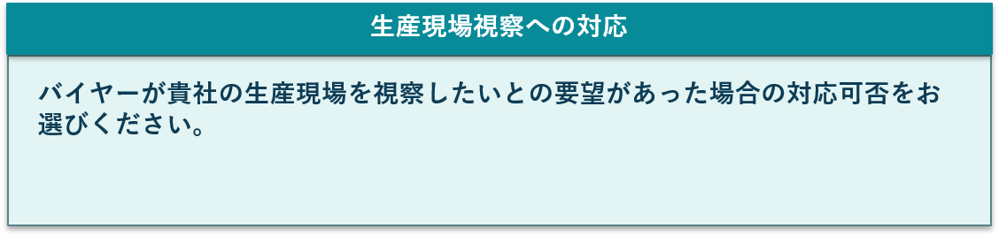 生産現場視察への対応
バイヤーが貴社の生産現場を視察したいとの要望があった場合の対応可否をお
選びください。